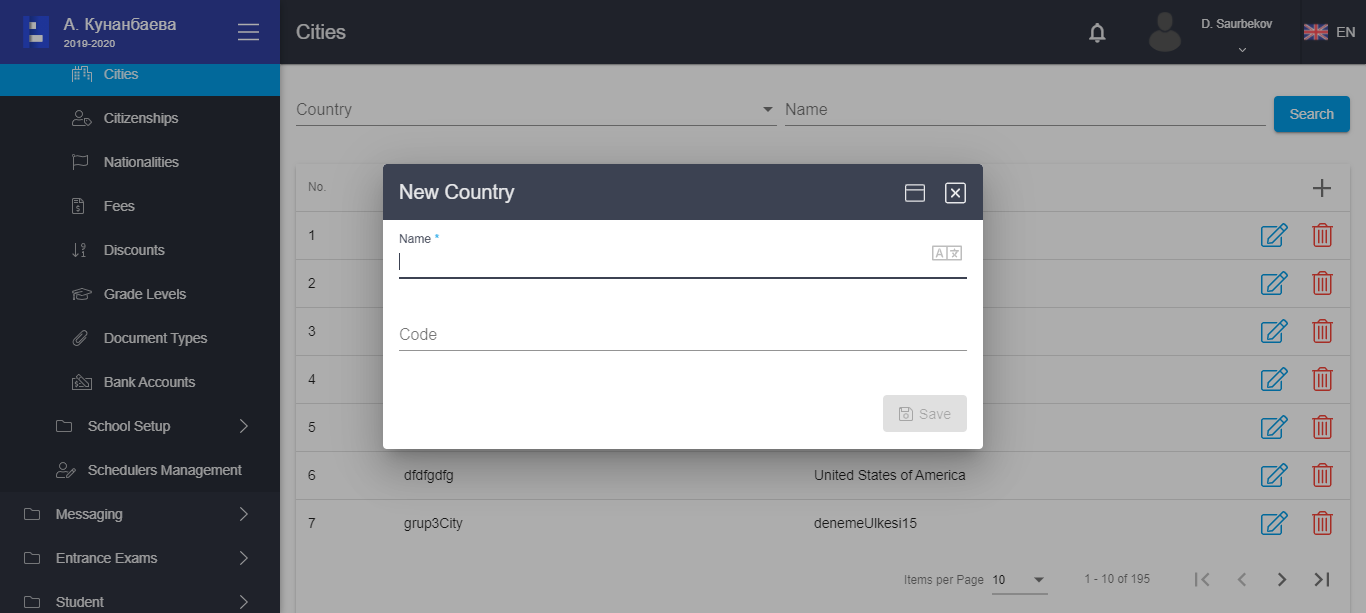 А. Кунанбаева
2019-2020
Cities
D. Saurbekov
EN
Cities
Citizenships
Nationalities
Fees
Discounts
Grade Levels
Document Types
Bank Accounts
School Setup
Schedulers Management
Messaging
Entrance Exams
Student
Country
Name
Search
No.
1
2
3
4
5
6 dfdfgdfg United States of America
7 grup3City denemeUlkesi15
Items per Page 10 1 - 10 of 195
New Country
Name *
A 文
Code
Save